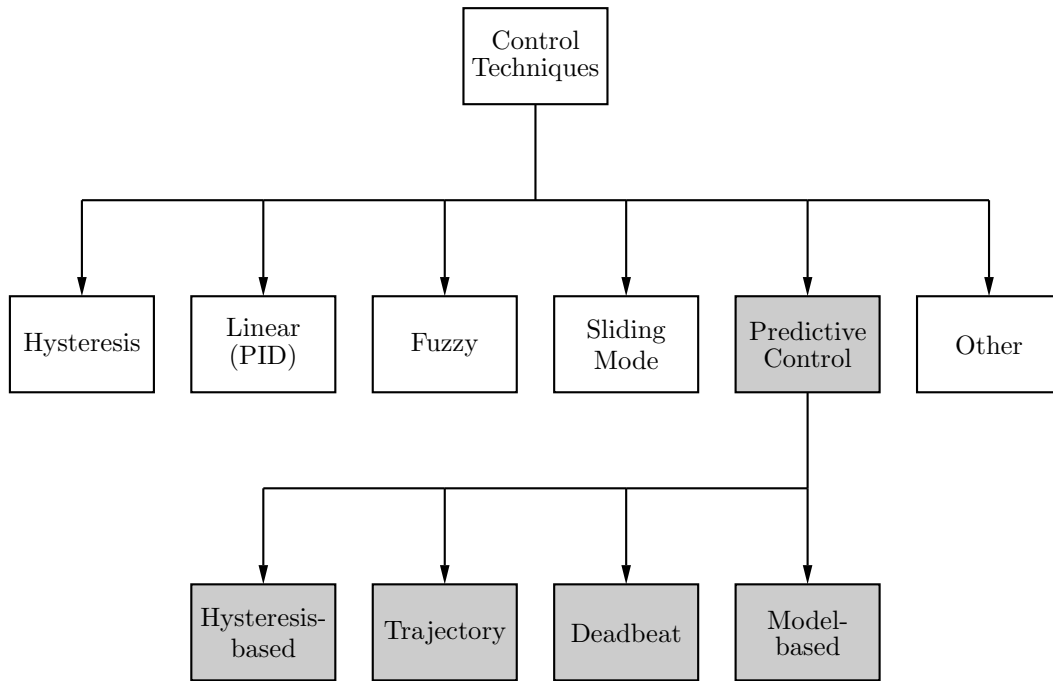 Control
Techniques
Hysteresis
Linear
(PID)
Fuzzy
Sliding
Mode
Predictive
Control
Other
Hysteresis-
based
Trajectory
Deadbeat
Model-
based